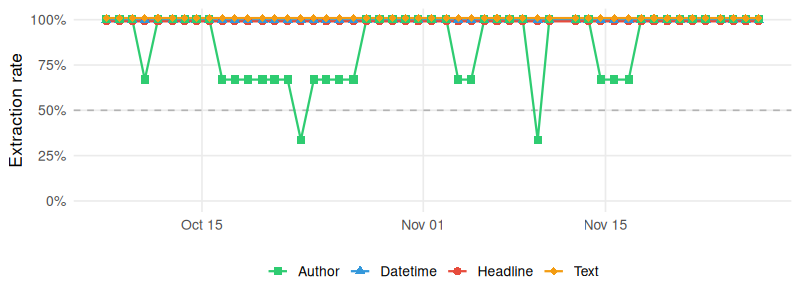 Extraction rate
100%
75%
50%
25%
0%
Oct 15
Nov 01
Nov 15
Author
Datetime
Headline
Text